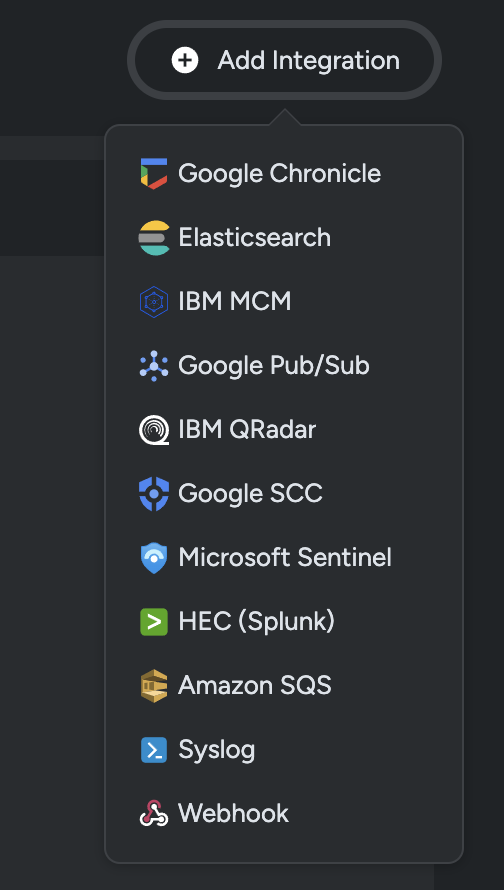 Add Integration
Google Chronicle
Elasticsearch
IBM MCM
Google Pub/Sub
IBM QRadar
Google SCC
Microsoft Sentinel
HEC (Splunk)
Amazon SQS
Syslog
Webhook